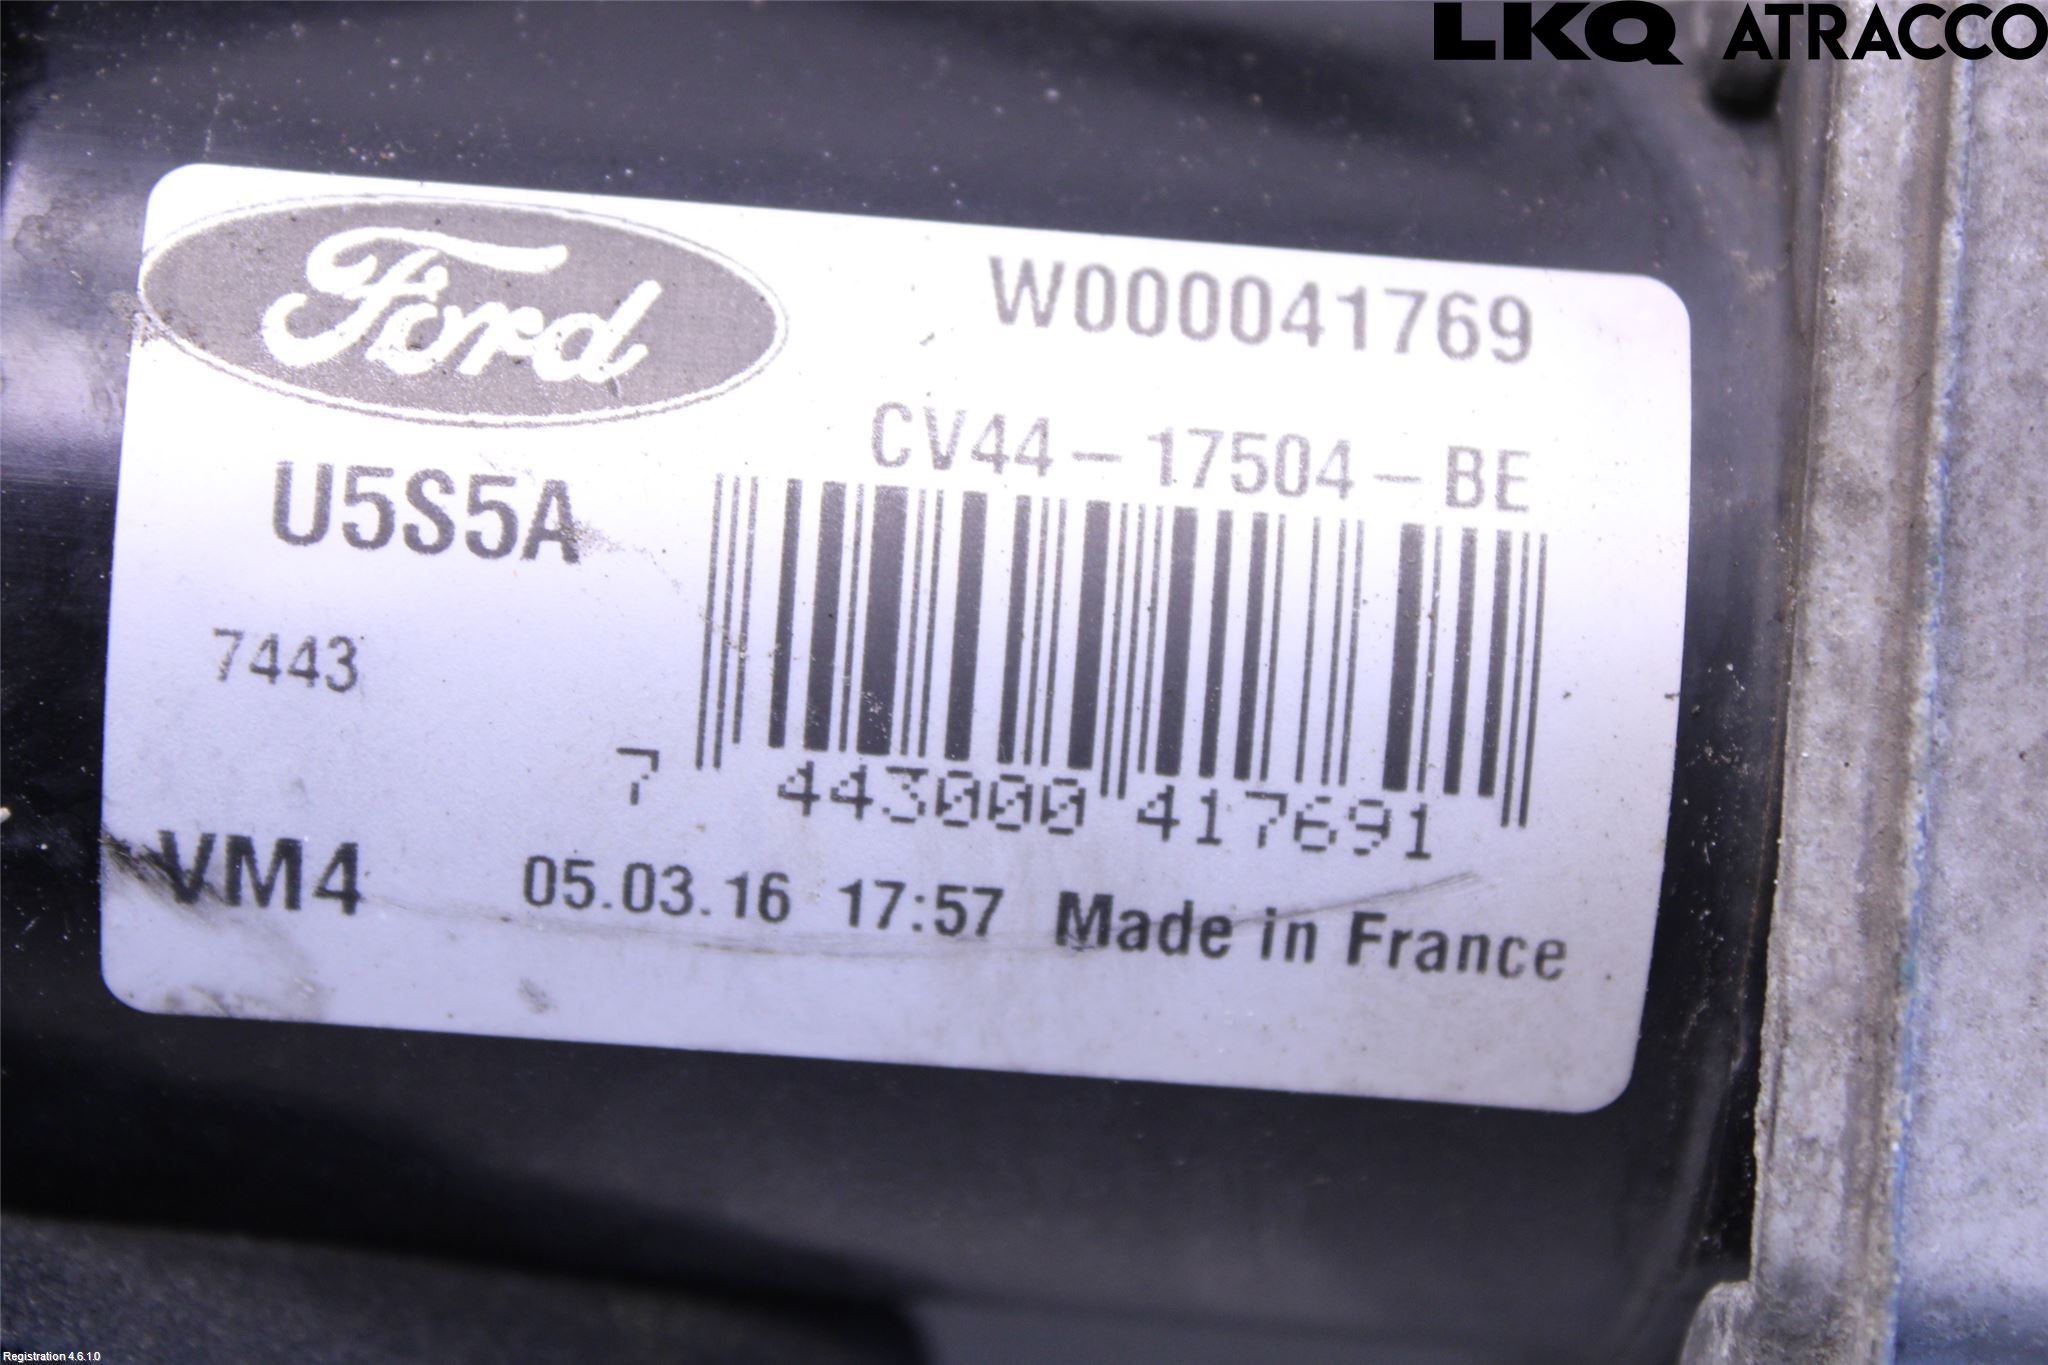 LKQ ATRACCO
Ford
W000041769
CV44-17504-BE
U5S5A
7443
7 443000 417691
VM4 05.03.16 17:57 Made in France
Registration 4.6.1.0